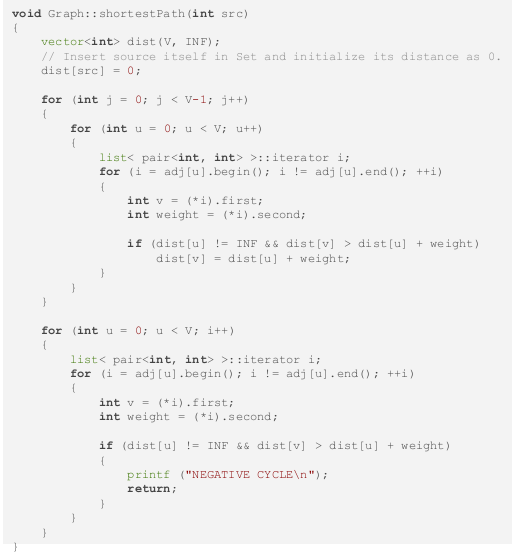 void Graph::shortestPath(int src)
{
    vector<int> dist(V, INF);
    // Insert source itself in Set and initialize its distance as 0.
    dist[src] = 0;

    for (int j = 0; j < V-1; j++)
    {
        for (int u = 0; u < V; u++)
        {
            list< pair<int, int> >::iterator i;
            for (i = adj[u].begin(); i != adj[u].end(); ++i)
            {
                int v = (*i).first;
                int weight = (*i).second;

                if (dist[u] != INF && dist[v] > dist[u] + weight)
                    dist[v] = dist[u] + weight;
            }
        }
    }

    for (int u = 0; u < V; i++)
    {
        list< pair<int, int> >::iterator i;
        for (i = adj[u].begin(); i != adj[u].end(); ++i)
        {
            int v = (*i).first;
            int weight = (*i).second;

            if (dist[u] != INF && dist[v] > dist[u] + weight)
            {
                printf ("NEGATIVE CYCLE\n");
                return;
            }
        }
    }
}